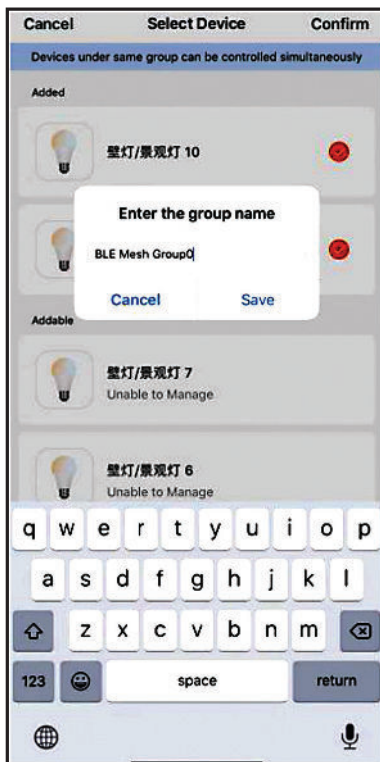 Cancel Select Device Confirm
Devices under same group can be controlled simultaneously
Added
壁灯/景观灯 10
Enter the group name
BLE Mesh Group0
Cancel Save
Addable
壁灯/景观灯 7
Unable to Manage
壁灯/景观灯 6
Unable to Manage
q w e r t y u i o p
a s d f g h j k l
z x c v b n m
123 space return